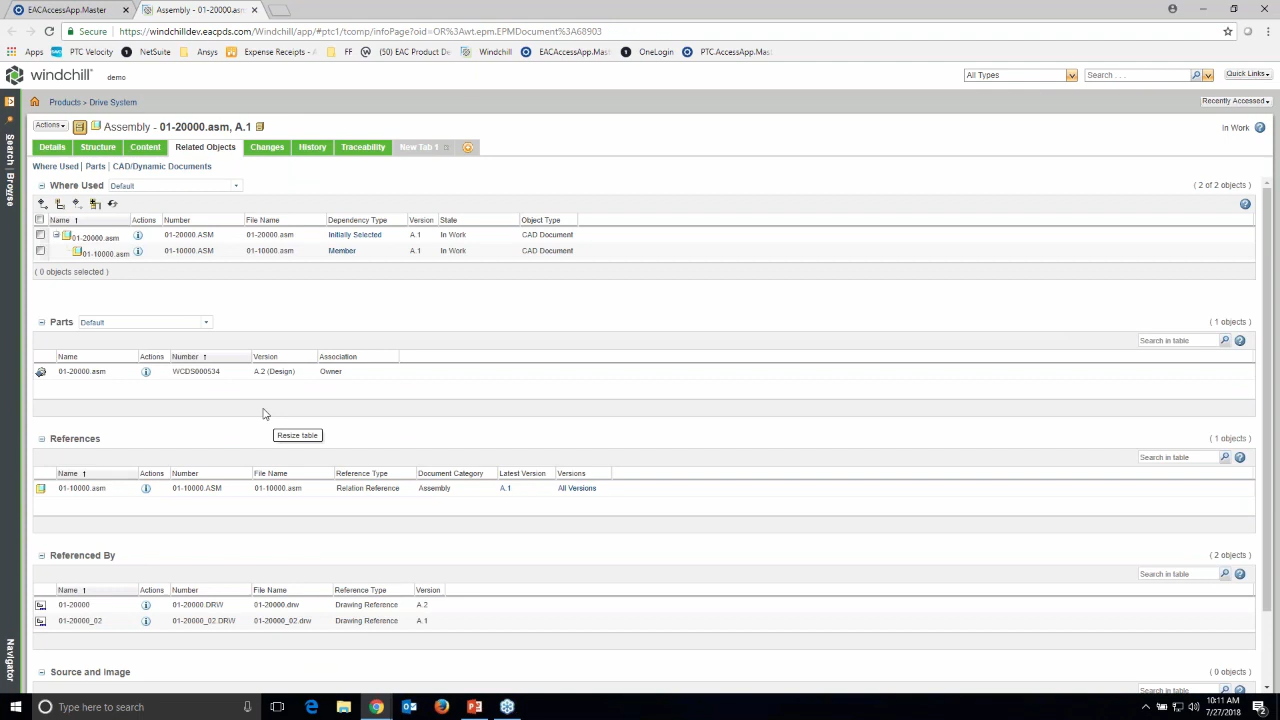 EACAccessApp.Master
Assembly - 01-20000.asm
Secure
https://windchilldev.eacpds.com/Windchill/app/#ptc1/tcomp/infoPage?oid=OR%3Awt.epm.EPMDocument%3A68903
Apps PTC Velocity NetSuite Ansys Expense Receipts - FF (50) EAC Product De Windchill EACAccessApp.Mast OneLogin PTC.AccessApp.Mast
windchill demo All Types Search . . . Quick Links
Products > Drive System Recently Accessed
Actions Assembly - 01-20000.asm, A.1 In Work
Details Structure Content Related Objects Changes History Traceability New Tab 1
Where Used Parts CAD/Dynamic Documents
Where Used Default ( 2 of 2 objects )
Name Actions Number File Name Dependency Type Version State Object Type
01-20000.asm 01-20000.ASM 01-20000.asm Initially Selected A.1 In Work CAD Document
01-10000.asm 01-10000.ASM 01-10000.asm Member A.1 In Work CAD Document
( 0 objects selected )
Parts Default ( 1 objects )
Search in table
Name Actions Number Version Association
01-20000.asm WCDS000534 A.2 (Design) Owner
Resize table
References ( 1 objects )
Search in table
Name Actions Number File Name Reference Type Document Category Latest Version Versions
01-10000.asm 01-10000.ASM 01-10000.asm Relation Reference Assembly A.1 All Versions
Referenced By ( 2 objects )
Search in table
Name Actions Number File Name Reference Type Version
01-20000 01-20000.DRW 01-20000.drw Drawing Reference A.2
01-20000_02 01-20000_02.DRW 01-20000_02.drw Drawing Reference A.1
Source and Image ( 0 objects )
Search in table
Search
Browse
Navigator
Type here to search
10:11 AM
7/27/2018
2